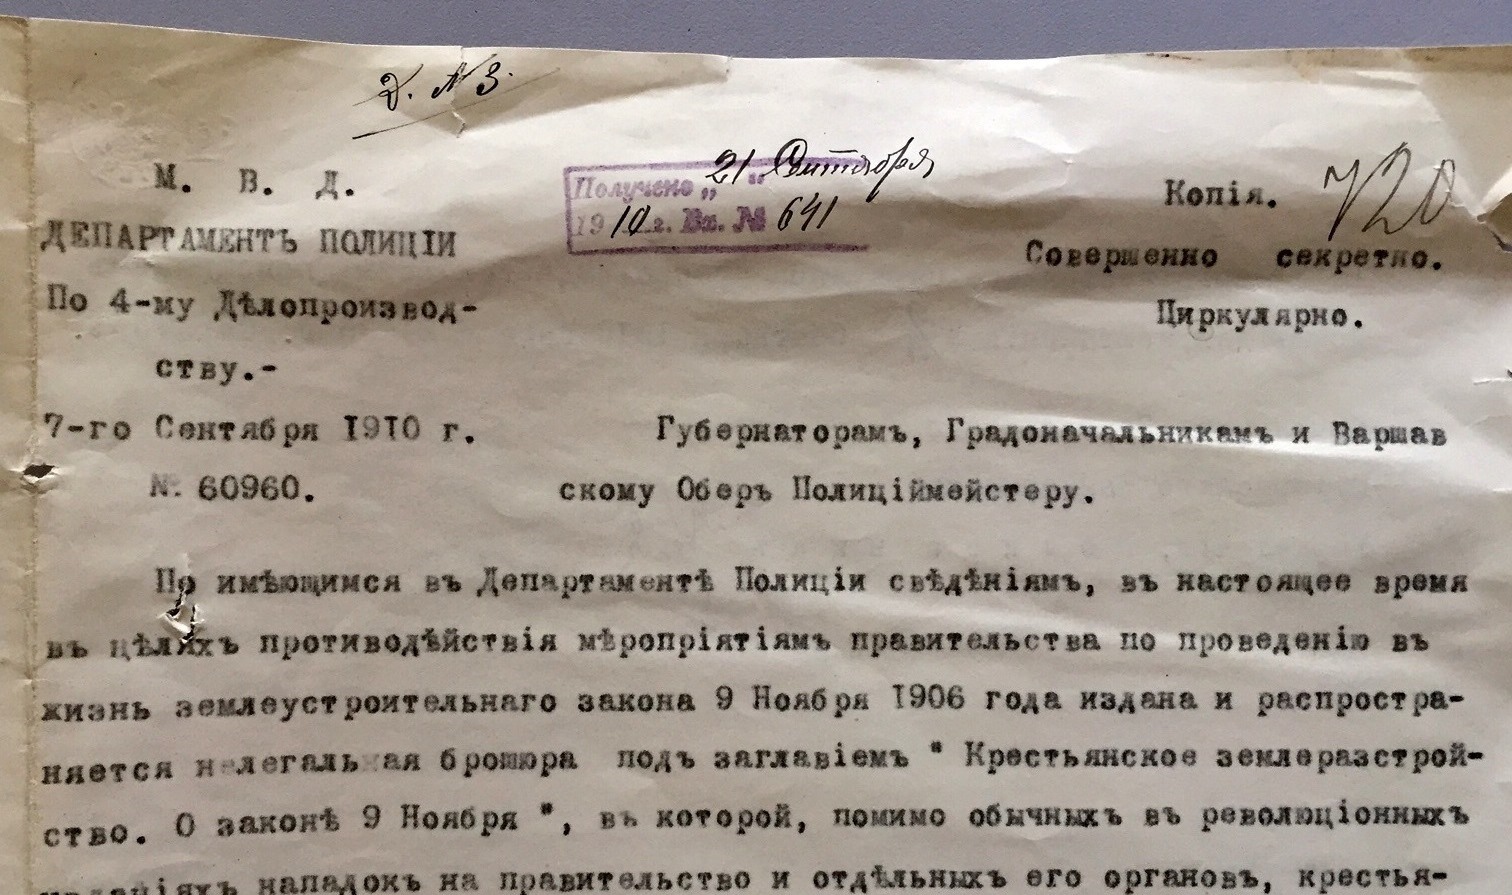 Д. № 3.
М. В. Д.
ДЕПАРТАМЕНТЪ ПОЛИЦІИ
По 4-му Дѣлопроизвод-
ству.-
7-го Сентября 1910 г.
№ 60960.
Получено „21“ Сентября
1910 г. Вх. № 641
Копія.
720
Совершенно секретно.
Циркулярно.
Губернаторамъ, Градоначальникамъ и Варшав
скому Оберъ Полиціймейстеру.
По имѣющимся въ Департаментѣ Полиціи свѣдѣніямъ, въ настоящее время
въ цѣляхъ противодѣйствія мѣропріятіямъ правительства по проведенію въ
жизнь землеустроительнаго закона 9 Ноября 1906 года издана и распростра-
няется нелегальная брошюра подъ заглавіемъ " Крестьянское землеразстрой-
ство. О законѣ 9 Ноября ", въ которой, помимо обычныхъ въ революціонныхъ
изданіяхъ нападокъ на правительство и отдѣльныхъ его органовъ, крестья-